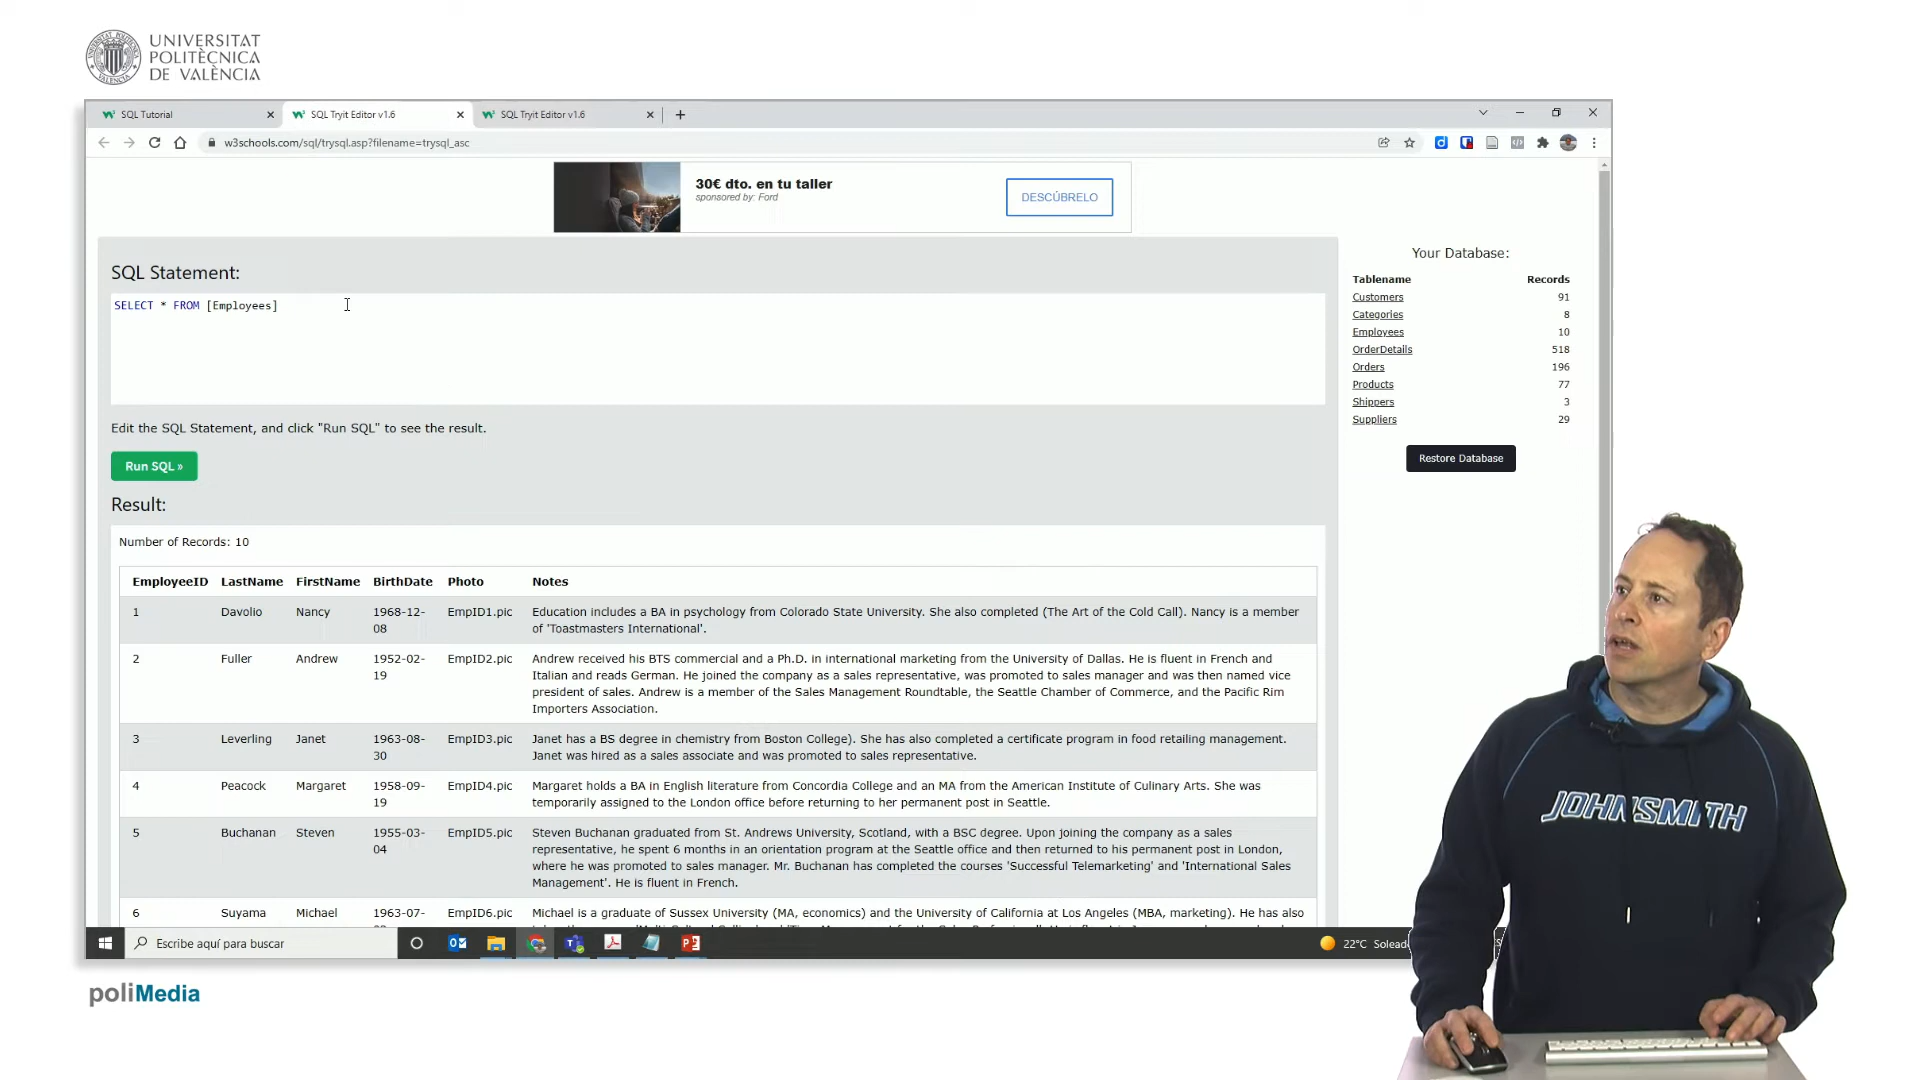 UNIVERSITAT
POLITÈCNICA
DE VALÈNCIA
SQL Tutorial
SQL Tryit Editor v1.6
SQL Tryit Editor v1.6
w3schools.com/sql/trysql.asp?filename=trysql_asc
30€ dto. en tu taller
sponsored by: Ford
DESCÚBRELO
SQL Statement:
SELECT * FROM [Employees]
Edit the SQL Statement, and click "Run SQL" to see the result.
Run SQL »
Result:
Number of Records: 10
EmployeeID LastName FirstName BirthDate Photo Notes
1 Davolio Nancy 1968-12-08 EmpID1.pic Education includes a BA in psychology from Colorado State University. She also completed (The Art of the Cold Call). Nancy is a member
of 'Toastmasters International'.
2 Fuller Andrew 1952-02-19 EmpID2.pic Andrew received his BTS commercial and a Ph.D. in international marketing from the University of Dallas. He is fluent in French and
Italian and reads German. He joined the company as a sales representative, was promoted to sales manager and was then named vice
president of sales. Andrew is a member of the Sales Management Roundtable, the Seattle Chamber of Commerce, and the Pacific Rim
Importers Association.
3 Leverling Janet 1963-08-30 EmpID3.pic Janet has a BS degree in chemistry from Boston College). She has also completed a certificate program in food retailing management.
Janet was hired as a sales associate and was promoted to sales representative.
4 Peacock Margaret 1958-09-19 EmpID4.pic Margaret holds a BA in English literature from Concordia College and an MA from the American Institute of Culinary Arts. She was
temporarily assigned to the London office before returning to her permanent post in Seattle.
5 Buchanan Steven 1955-03-04 EmpID5.pic Steven Buchanan graduated from St. Andrews University, Scotland, with a BSC degree. Upon joining the company as a sales
representative, he spent 6 months in an orientation program at the Seattle office and then returned to his permanent post in London,
where he was promoted to sales manager. Mr. Buchanan has completed the courses 'Successful Telemarketing' and 'International Sales
Management'. He is fluent in French.
6 Suyama Michael 1963-07- EmpID6.pic Michael is a graduate of Sussex University (MA, economics) and the University of California at Los Angeles (MBA, marketing). He has also
Your Database:
Tablename Records
Customers 91
Categories 8
Employees 10
OrderDetails 518
Orders 196
Products 77
Shippers 3
Suppliers 29
Restore Database
JOHNSMITH
Escribe aquí para buscar
22°C Solead
poliMedia